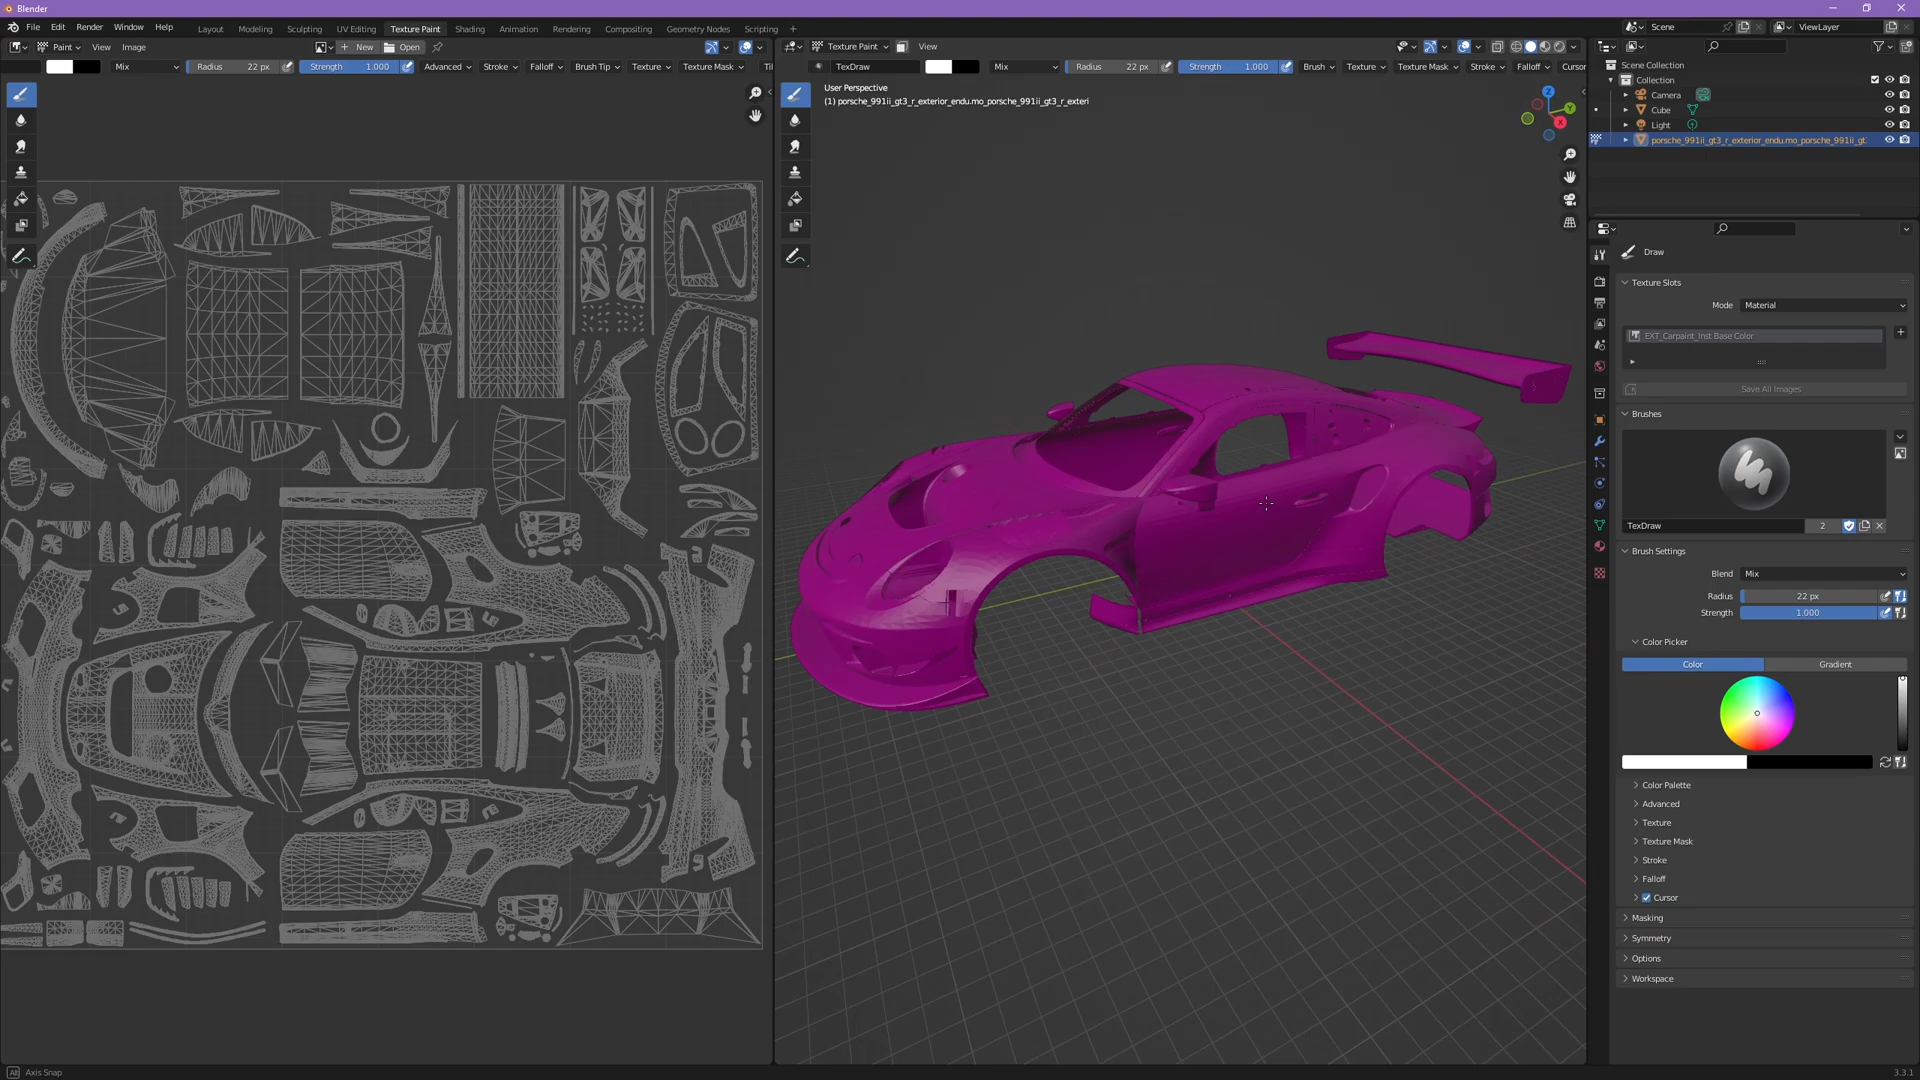 Blender
File Edit Render Window Help
Layout Modeling Sculpting UV Editing Texture Paint Shading Animation Rendering Compositing Geometry Nodes Scripting +
Scene
ViewLayer
Paint View Image
New
Open
Texture Paint View
Mix Radius 22 px Strength 1.000 Advanced Stroke Falloff Brush Tip Texture Texture Mask Til
TexDraw Mix Radius 22 px Strength 1.000 Brush Texture Texture Mask Stroke Falloff Cursor
User Perspective
(1) porsche_991ii_gt3_r_exterior_endu.mo_porsche_991ii_gt3_r_exteri
Z
Y
X
Scene Collection
Collection
Camera
Cube
Light
porsche_991ii_gt3_r_exterior_endu.mo_porsche_991ii_gt
Draw
Texture Slots
Mode Material
EXT_Carpaint_Inst Base Color
Save All Images
Brushes
TexDraw 2
Brush Settings
Blend Mix
Radius 22 px
Strength 1.000
Color Picker
Color Gradient
Color Palette
Advanced
Texture
Texture Mask
Stroke
Falloff
Cursor
Masking
Symmetry
Options
Workspace
Alt Axis Snap
3.3.1